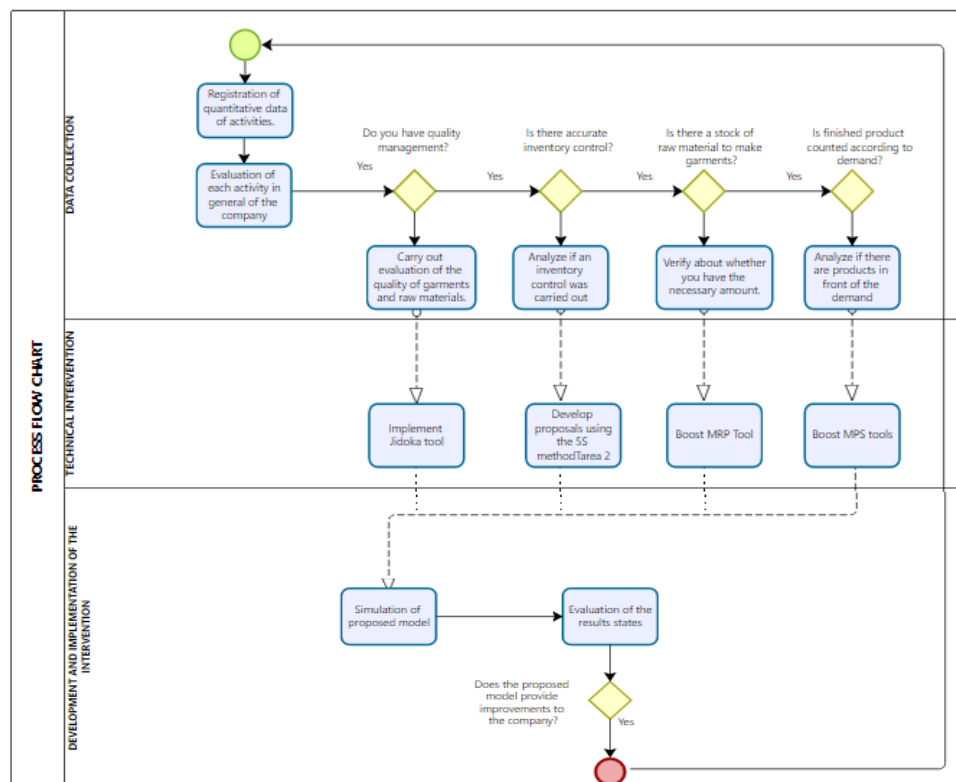 PROCESS FLOW CHART
DATA COLLECTION
Registration of
quantitative data
of activities.
Evaluation of
each activity in
general of the
company
Do you have quality
management?
Is there accurate
inventory control?
Is there a stock of
raw material to make
garments?
Is finished product
counted according to
demand?
Yes
Yes
Yes
Yes
Carry out
evaluation of the
quality of garments
and raw materials.
Analyze if an
inventory
control was
carried out
Verify about whether
you have the
necessary amount.
Analyze if there
are products in
front of the
demand
TECHNICAL INTERVENTION
Implement
Jidoka tool
Develop
proposals using
the 5S
methodTarea 2
Boost MRP Tool
Boost MPS tools
DEVELOPMENT AND IMPLEMENTATION OF THE
INTERVENTION
Simulation of
proposed model
Evaluation of the
results states
Does the proposed
model provide
improvements to
the company?
Yes